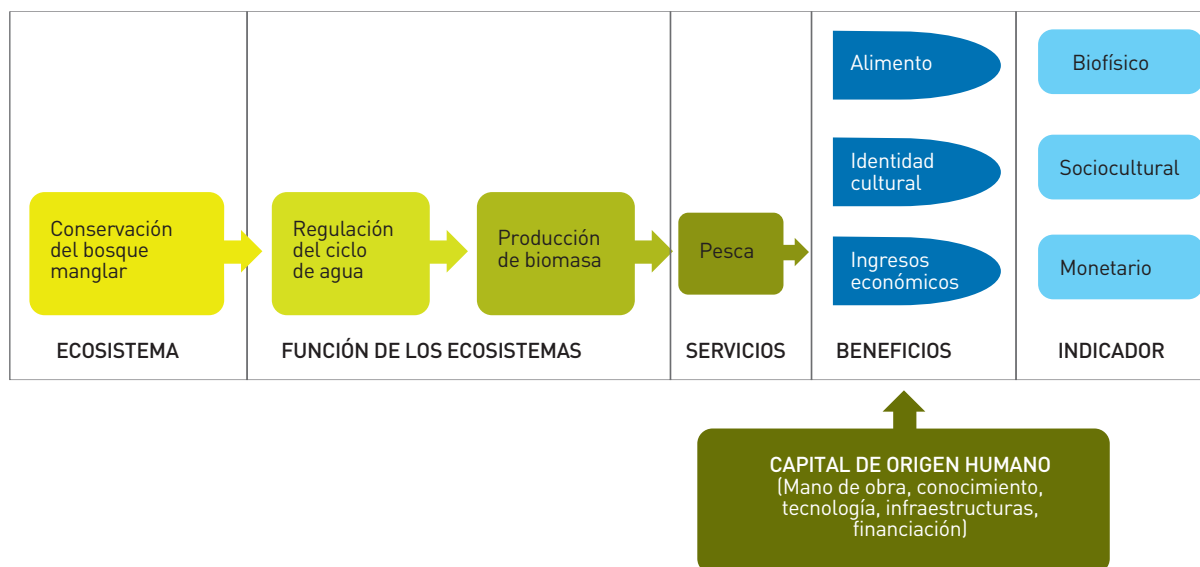 Conservación
del bosque
manglar
ECOSISTEMA
Regulación
del ciclo
de agua
Producción
de biomasa
FUNCIÓN DE LOS ECOSISTEMAS
Pesca
SERVICIOS
Alimento
Identidad
cultural
Ingresos
económicos
BENEFICIOS
Biofísico
Sociocultural
Monetario
INDICADOR
CAPITAL DE ORIGEN HUMANO
(Mano de obra, conocimiento,
tecnología, infraestructuras,
financiación)